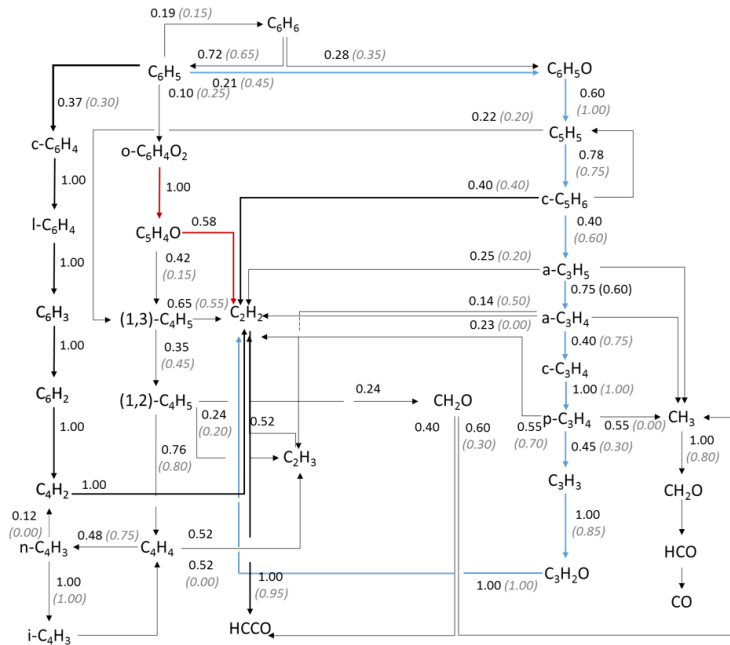 0.19 (0.15)
C₆H₆
0.72 (0.65)
0.28 (0.35)
C₆H₅
C₆H₅O
0.21 (0.45)
0.10 (0.25)
0.37 (0.30)
0.60
(1.00)
0.22 (0.20)
C₅H₅
c-C₆H₄
o-C₆H₄O₂
0.78
(0.75)
1.00
1.00
0.40 (0.40)
c-C₅H₆
l-C₆H₄
0.58
C₅H₄O
0.40
(0.60)
0.42
(0.15)
1.00
0.25 (0.20)
a-C₃H₅
0.75 (0.60)
0.65 (0.55)
0.14 (0.50)
C₆H₃
(1,3)-C₄H₅
C₂H₂
a-C₃H₄
0.23 (0.00)
0.35
(0.45)
0.40 (0.75)
1.00
c-C₃H₄
0.24
1.00 (1.00)
C₆H₂
(1,2)-C₄H₅
CH₂O
0.24
(0.20)
0.52
0.40
0.60
(0.30)
0.55
(0.70)
p-C₃H₄
0.55 (0.00)
CH₃
1.00
0.76
(0.80)
0.45 (0.30)
1.00
(0.80)
C₂H₃
C₃H₃
1.00
C₄H₂
CH₂O
0.12
(0.00)
1.00
(0.85)
0.48 (0.75)
0.52
n-C₄H₃
C₄H₄
HCO
0.52
(0.00)
1.00
(0.95)
1.00 (1.00)
C₃H₂O
1.00
(1.00)
CO
i-C₄H₃
HCCO